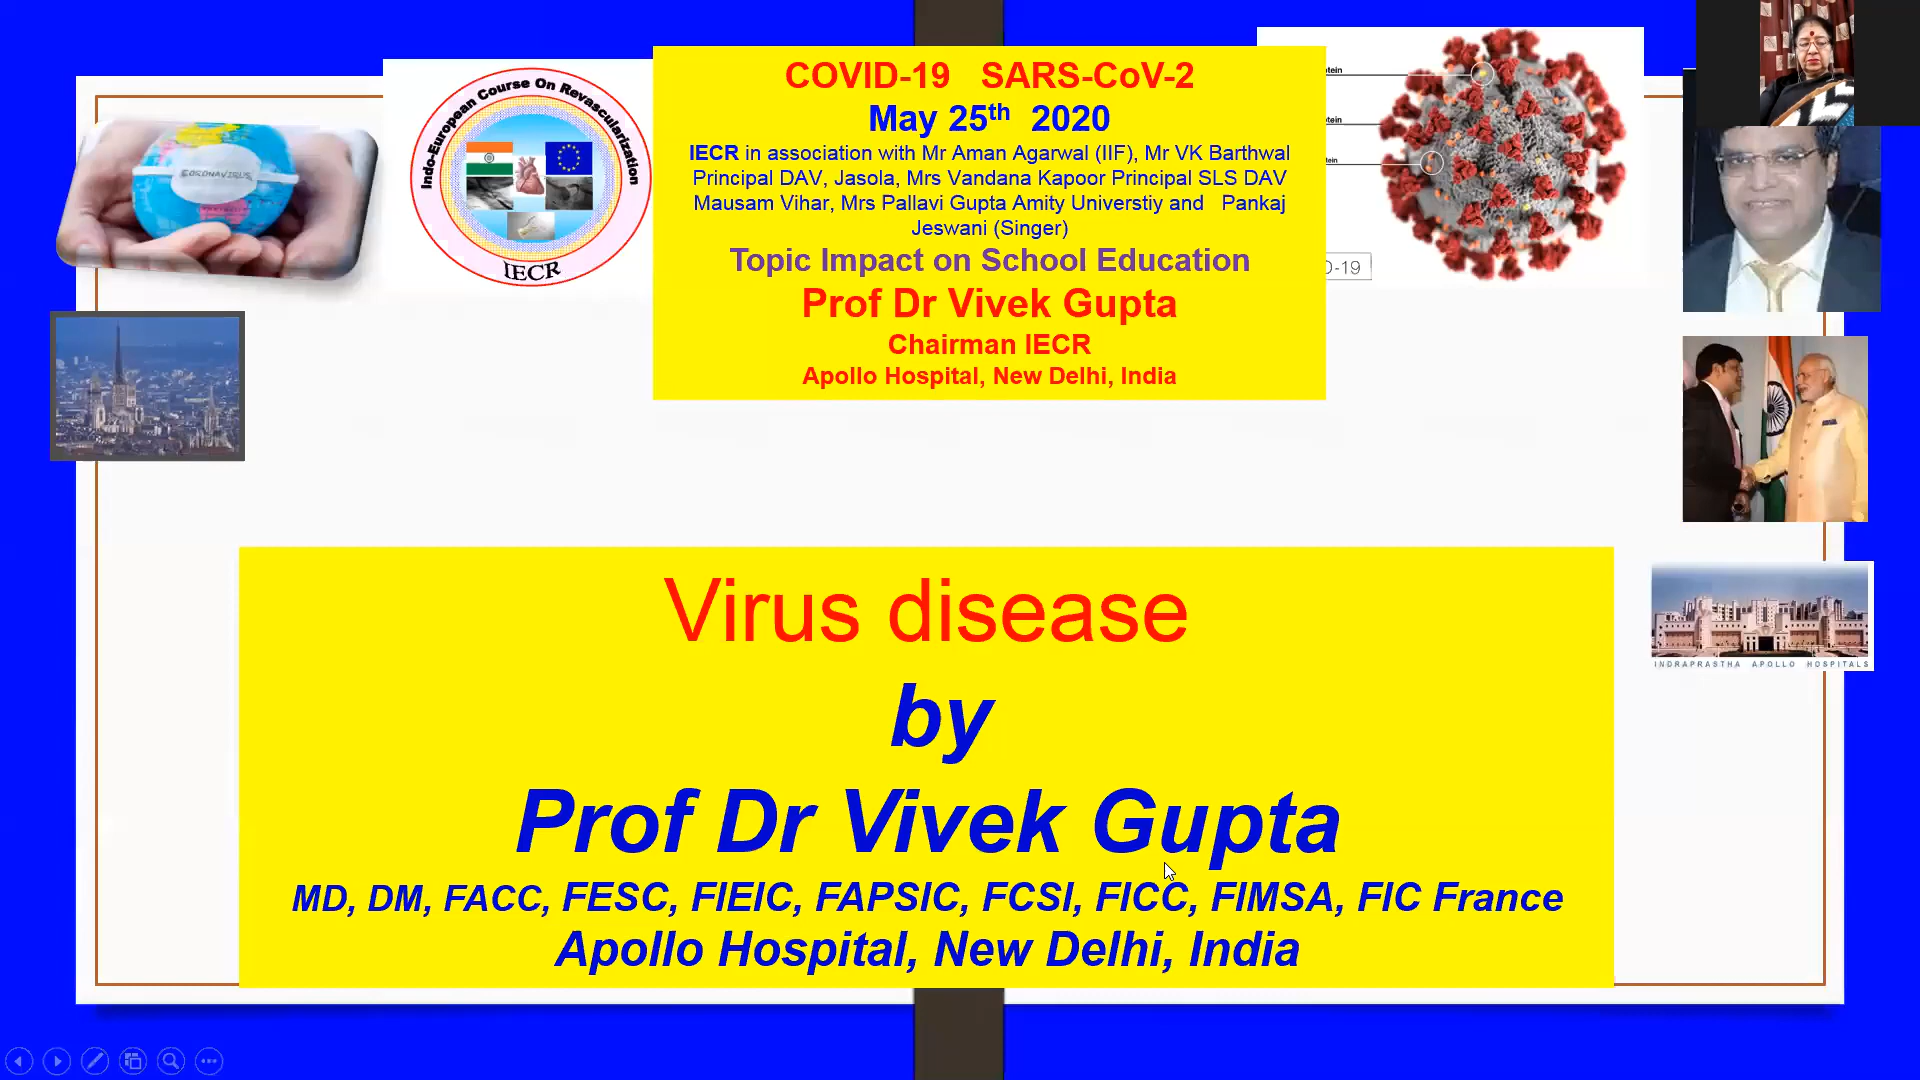 COVID-19 SARS-CoV-2
May 25th 2020
IECR in association with Mr Aman Agarwal (IIF), Mr VK Barthwal
Principal DAV, Jasola, Mrs Vandana Kapoor Principal SLS DAV
Mausam Vihar, Mrs Pallavi Gupta Amity Universtiy and Pankaj
Jeswani (Singer)
Topic Impact on School Education
Prof Dr Vivek Gupta
Chairman IECR
Apollo Hospital, New Delhi, India
CORONAVIRUS
Indo-European Course On Revascularization
IECR
Virus disease
by
Prof Dr Vivek Gupta
MD, DM, FACC, FESC, FIEIC, FAPSIC, FCSI, FICC, FIMSA, FIC France
Apollo Hospital, New Delhi, India
INDRAPRASTHA APOLLO HOSPITALS